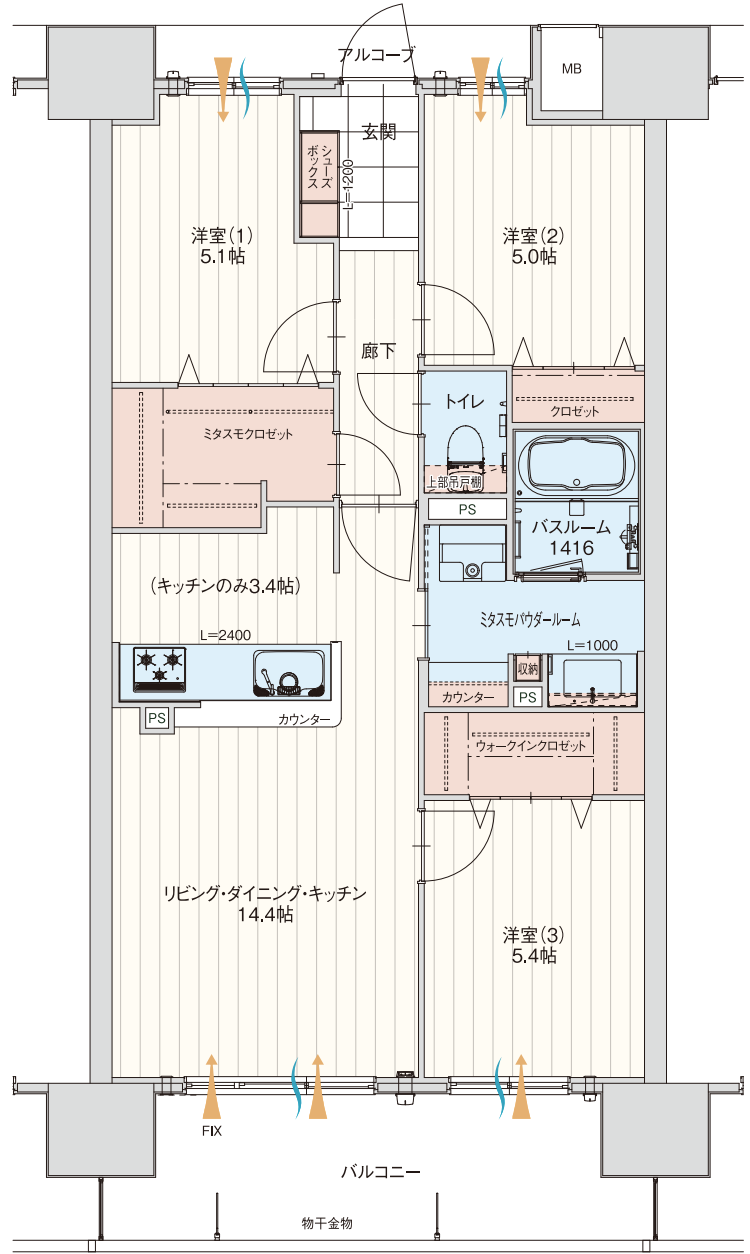 アルコーブ
MB
玄関
シューズ
ボックス
L=1200
洋室(1)
5.1帖
洋室(2)
5.0帖
廊下
トイレ
クロゼット
ミタスモクロゼット
上部吊戸棚
PS
バスルーム
1416
(キッチンのみ3.4帖)
ミタスモパウダールーム
L=2400
L=1000
収納
カウンター
PS
PS
カウンター
ウォークインクロゼット
リビング・ダイニング・キッチン
14.4帖
洋室(3)
5.4帖
FIX
バルコニー
物干金物